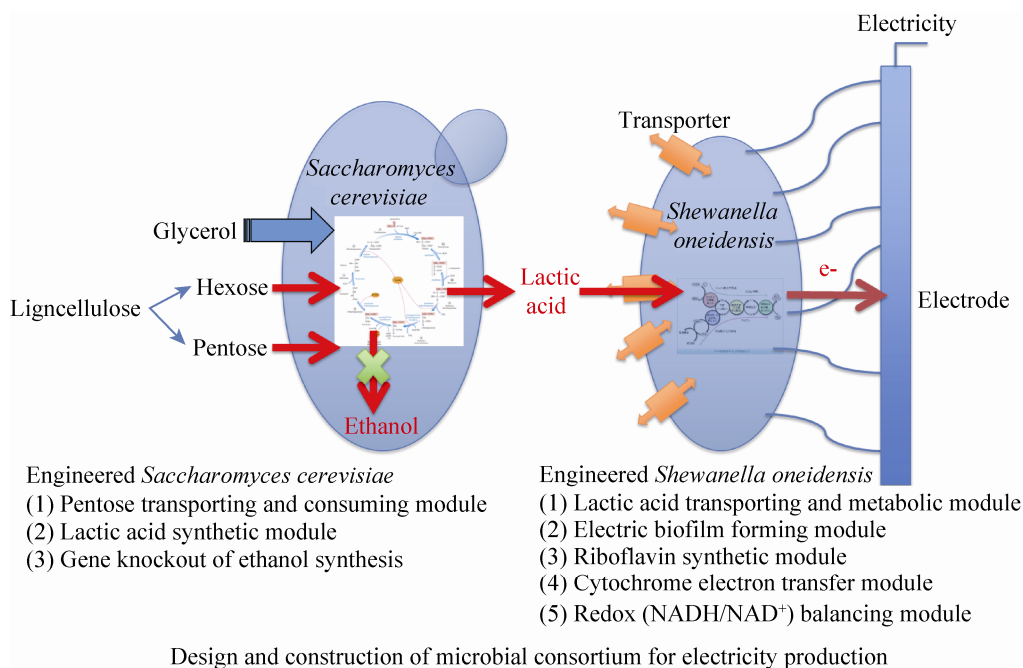 Electricity
Transporter
Saccharomyces
cerevisiae
Shewanella
oneidensis
Glycerol
Hexose
Ligncellulose
Pentose
Lactic
acid
e-
Electrode
Ethanol
Engineered Saccharomyces cerevisiae
(1) Pentose transporting and consuming module
(2) Lactic acid synthetic module
(3) Gene knockout of ethanol synthesis
Engineered Shewanella oneidensis
(1) Lactic acid transporting and metabolic module
(2) Electric biofilm forming module
(3) Riboflavin synthetic module
(4) Cytochrome electron transfer module
(5) Redox (NADH/NAD⁺) balancing module
Design and construction of microbial consortium for electricity production